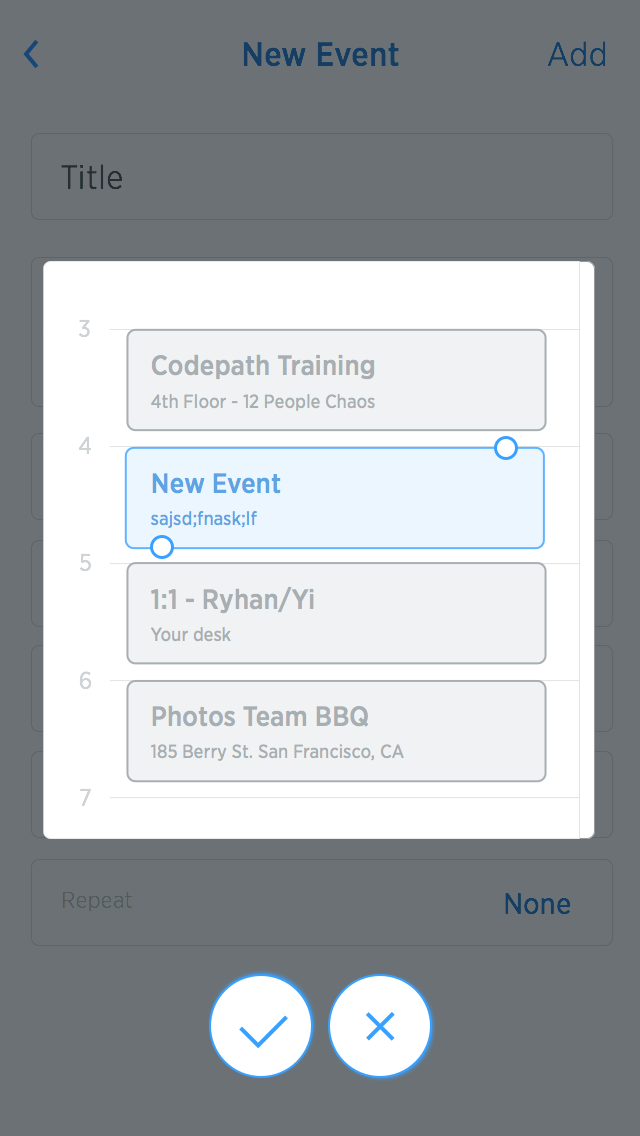 New Event
Add
Title
3
Codepath Training
4th Floor - 12 People Chaos
4
New Event
sajsd;fnask;lf
5
1:1 - Ryhan/Yi
Your desk
6
Photos Team BBQ
185 Berry St. San Francisco, CA
7
Repeat
None